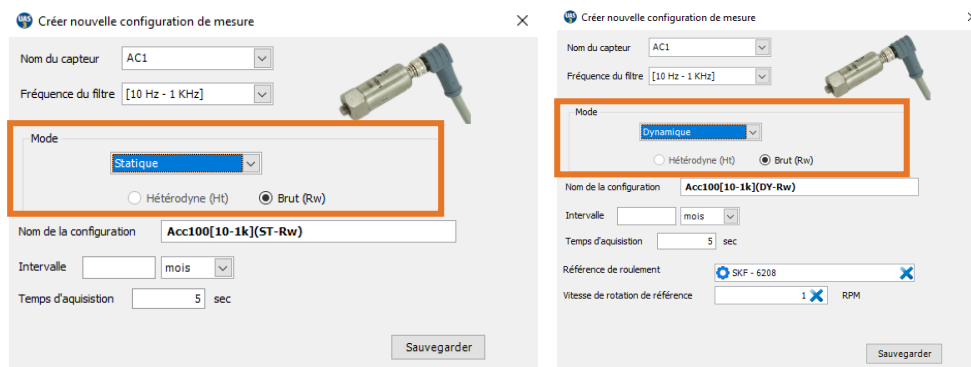 UAS
Créer nouvelle configuration de mesure
Nom du capteur AC1
Fréquence du filtre [10 Hz - 1 KHz]
Mode
Statique
Hétérodyne (Ht) Brut (Rw)
Nom de la configuration Acc100[10-1k](ST-Rw)
Intervalle mois
Temps d'aquisistion 5 sec
Sauvegarder
UAS
Créer nouvelle configuration de mesure
Nom du capteur AC1
Fréquence du filtre [10 Hz - 1 KHz]
Mode
Dynamique
Hétérodyne (Ht) Brut (Rw)
Nom de la configuration Acc100[10-1k](DY-Rw)
Intervalle mois
Temps d'aquisistion 5 sec
Référence de roulement SKF - 6208
Vitesse de rotation de référence 1 RPM
Sauvegarder